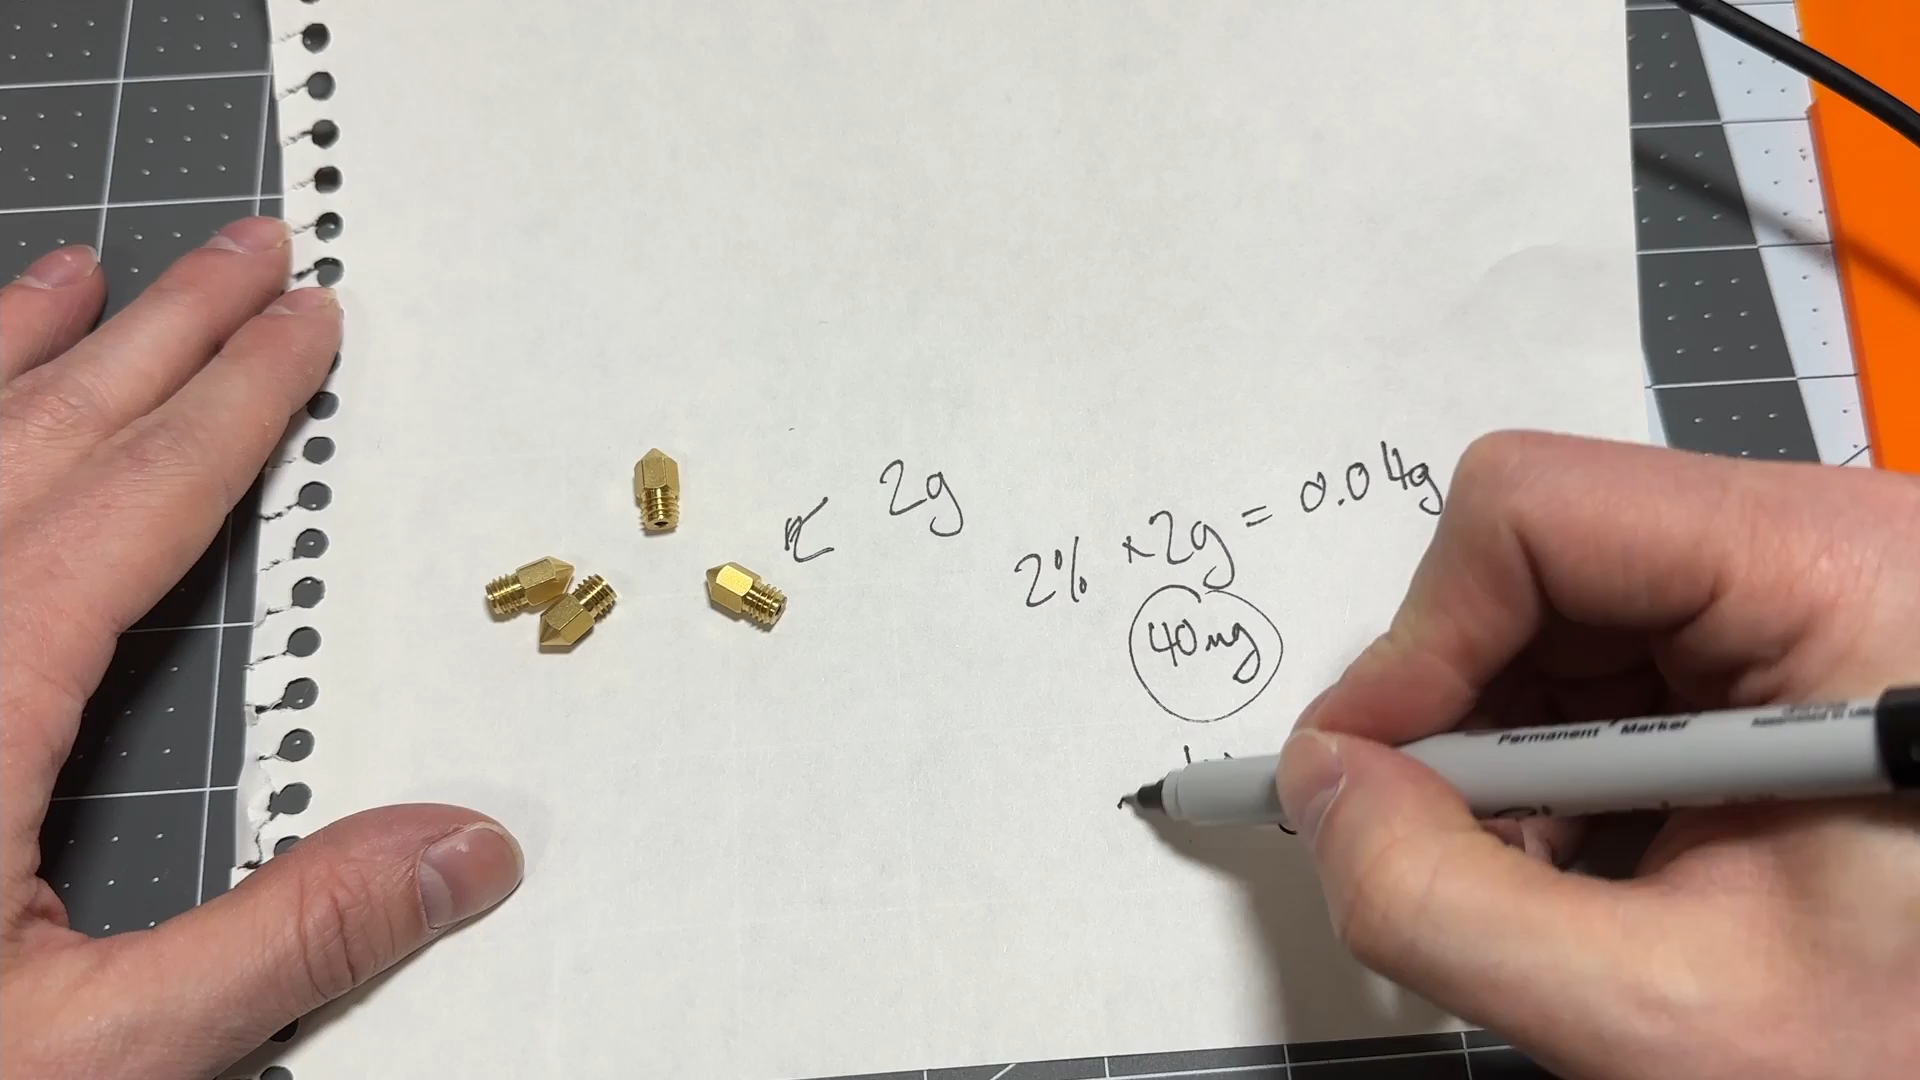 2g
2% × 2g = 0.04g
40mg
Permanent Marker